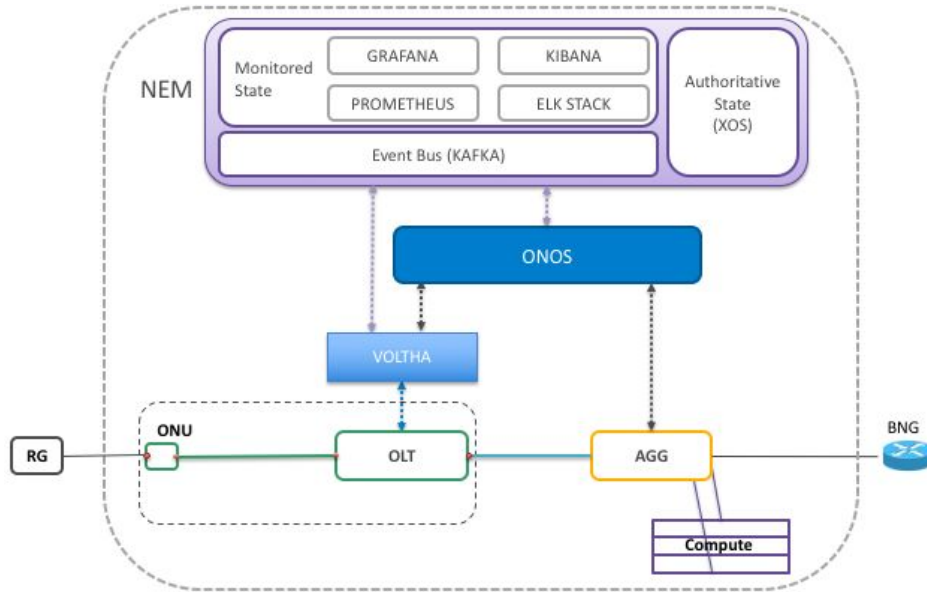 NEM
Monitored
State
GRAFANA
KIBANA
PROMETHEUS
ELK STACK
Authoritative
State
(XOS)
Event Bus (KAFKA)
ONOS
VOLTHA
ONU
RG
OLT
AGG
BNG
Compute